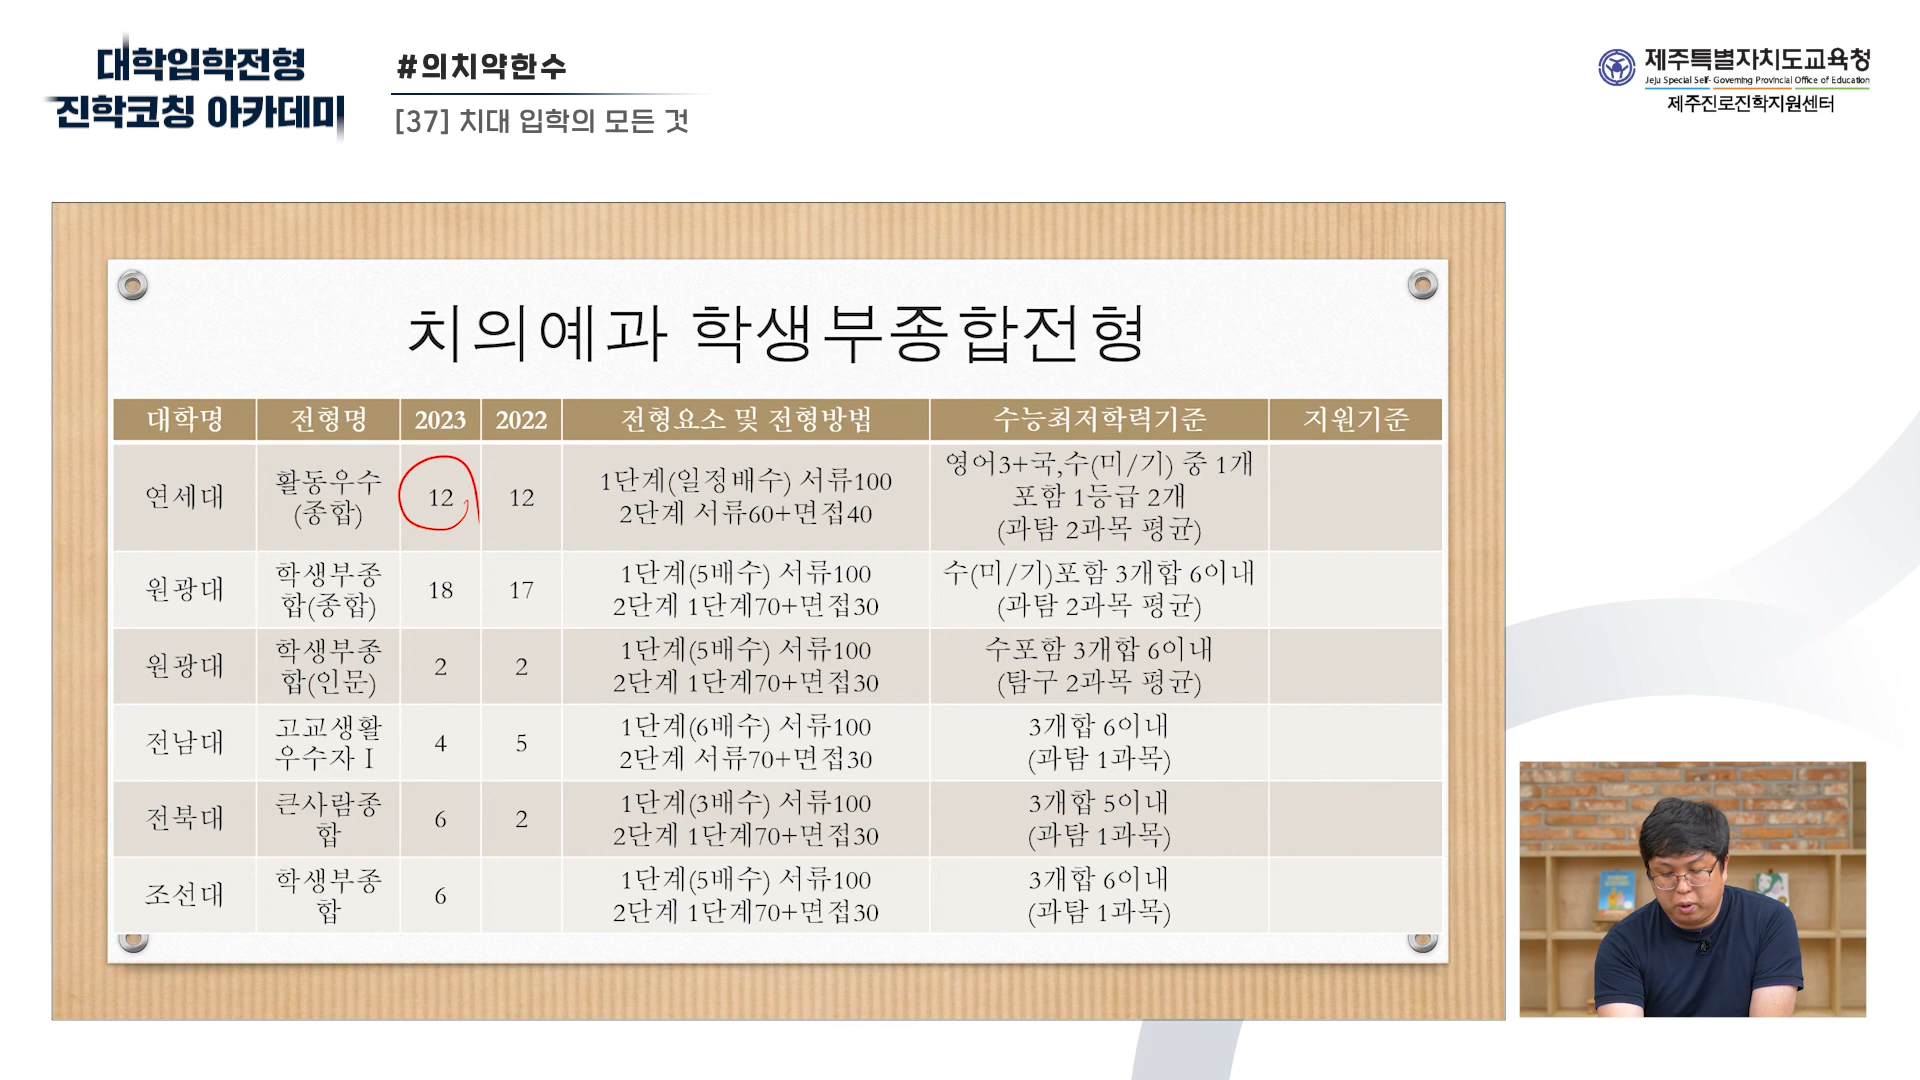 대학입학전형
진학코칭 아카데미
#의치약한수
[37] 치대 입학의 모든 것
제주특별자치도교육청
Jeju Special Self- Governing Provincial Office of Education
제주진로진학지원센터
치의예과 학생부종합전형
대학명 전형명 2023 2022 전형요소 및 전형방법 수능최저학력기준 지원기준
연세대
활동우수
(종합)
12
12
1단계(일정배수) 서류100
2단계 서류60+면접40
영어3+국,수(미/기) 중 1개
포함 1등급 2개
(과탐 2과목 평균)
원광대
학생부종
합(종합)
18
17
1단계(5배수) 서류100
2단계 1단계70+면접30
수(미/기)포함 3개합 6이내
(과탐 2과목 평균)
원광대
학생부종
합(인문)
2
2
1단계(5배수) 서류100
2단계 1단계70+면접30
수포함 3개합 6이내
(탐구 2과목 평균)
전남대
고교생활
우수자Ⅰ
4
5
1단계(6배수) 서류100
2단계 서류70+면접30
3개합 6이내
(과탐 1과목)
전북대
큰사람종
합
6
2
1단계(3배수) 서류100
2단계 1단계70+면접30
3개합 5이내
(과탐 1과목)
조선대
학생부종
합
6
1단계(5배수) 서류100
2단계 1단계70+면접30
3개합 6이내
(과탐 1과목)